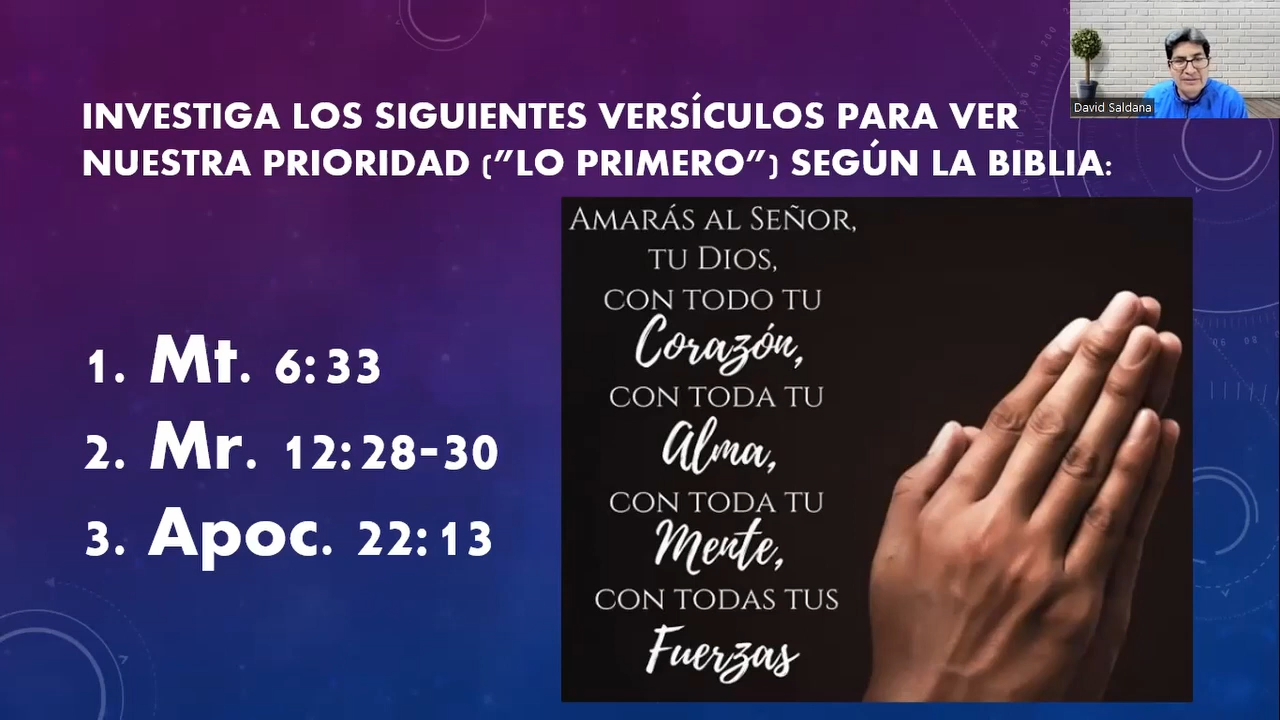 INVESTIGA LOS SIGUIENTES VERSÍCULOS PARA VER
NUESTRA PRIORIDAD ("LO PRIMERO") SEGÚN LA BIBLIA:
David Saldana
1. Mt. 6:33
2. Mr. 12:28-30
3. Apoc. 22:13
AMARÁS AL SEÑOR,
TU DIOS,
CON TODO TU
Corazón,
CON TODA TU
Alma,
CON TODA TU
Mente,
CON TODAS TUS
Fuerzas